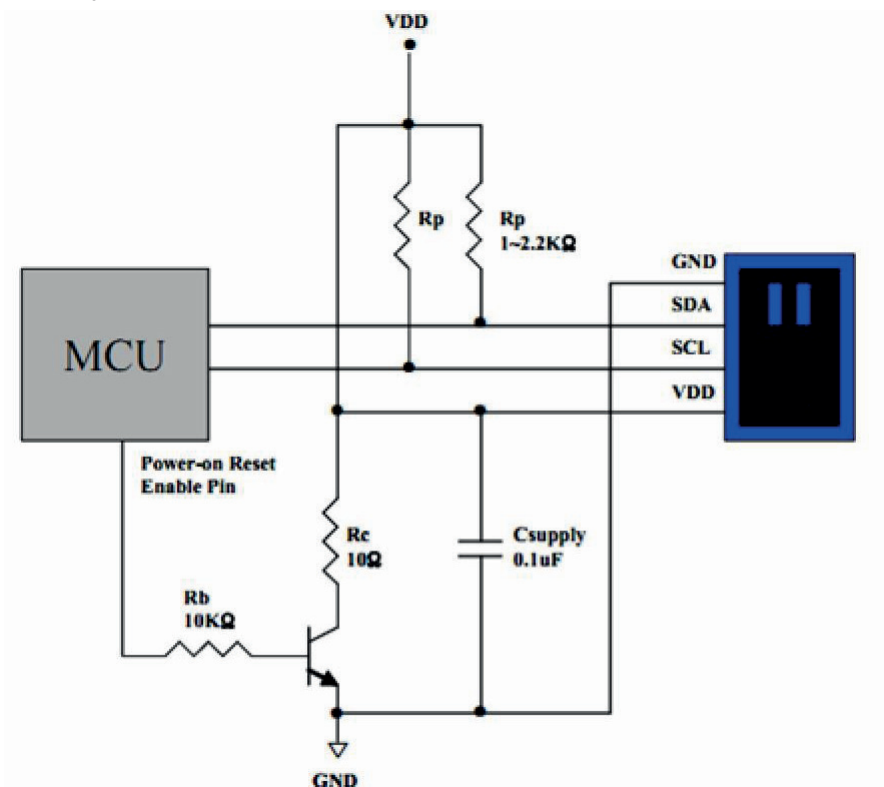 VDD
Rp
Rp
1~2.2KΩ
GND
SDA
MCU
SCL
VDD
Power-on Reset
Enable Pin
Rc
10Ω
Csupply
0.1uF
Rb
10KΩ
GND